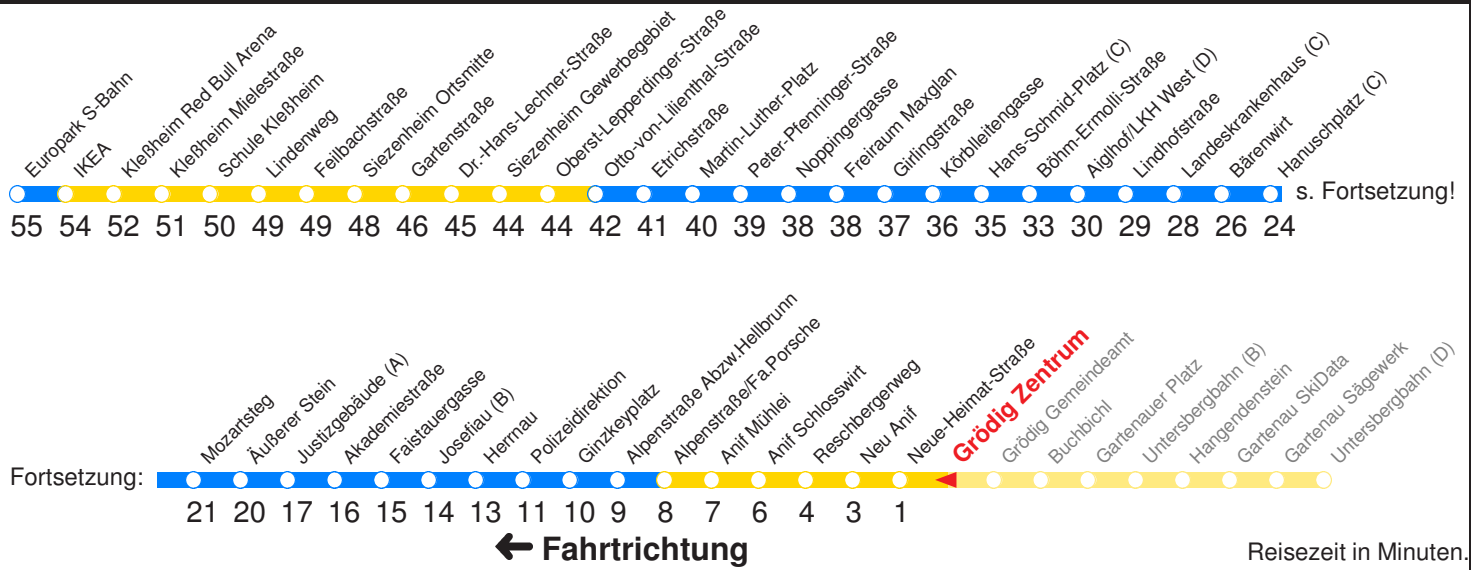 Europark S-Bahn
IKEA
Kleßheim Red Bull Arena
Kleßheim Mielestraße
Schule Kleßheim
Lindenweg
Feilbachstraße
Siezenheim Ortsmitte
Gartenstraße
Dr.-Hans-Lechner-Straße
Siezenheim Gewerbegebiet
Oberst-Lepperdinger-Straße
Otto-von-Lilienthal-Straße
Etrichstraße
Martin-Luther-Platz
Peter-Pfenninger-Straße
Noppingergasse
Freiraum Maxglan
Girlingstraße
Körbleitengasse
Hans-Schmid-Platz (C)
Böhm-Ermolli-Straße
Aiglhof/LKH West (D)
Lindhofstraße
Landeskrankenhaus (C)
Bärenwirt
Hanuschplatz (C)
s. Fortsetzung!
55 54 52 51 50 49 49 48 46 45 44 44 42 41 40 39 38 38 37 36 35 33 30 29 28 26 24
Fortsetzung:
Mozartsteg
Äußerer Stein
Justizgebäude (A)
Akademiestraße
Faistauergasse
Josefiau (B)
Herrnau
Polizeidirektion
Ginzkeyplatz
Alpenstraße Abzw.Hellbrunn
Alpenstraße/Fa.Porsche
Anif Mühlei
Anif Schlosswirt
Reschbergerweg
Neu Anif
Neue-Heimat-Straße
Grödig Zentrum
Grödig Gemeindeamt
Buchbichl
Gartenauer Platz
Untersbergbahn (B)
Hangendenstein
Gartenau SkiData
Gartenau Sägewerk
Untersbergbahn (D)
21 20 17 16 15 14 13 11 10 9 8 7 6 4 3 1
Fahrtrichtung
Reisezeit in Minuten.